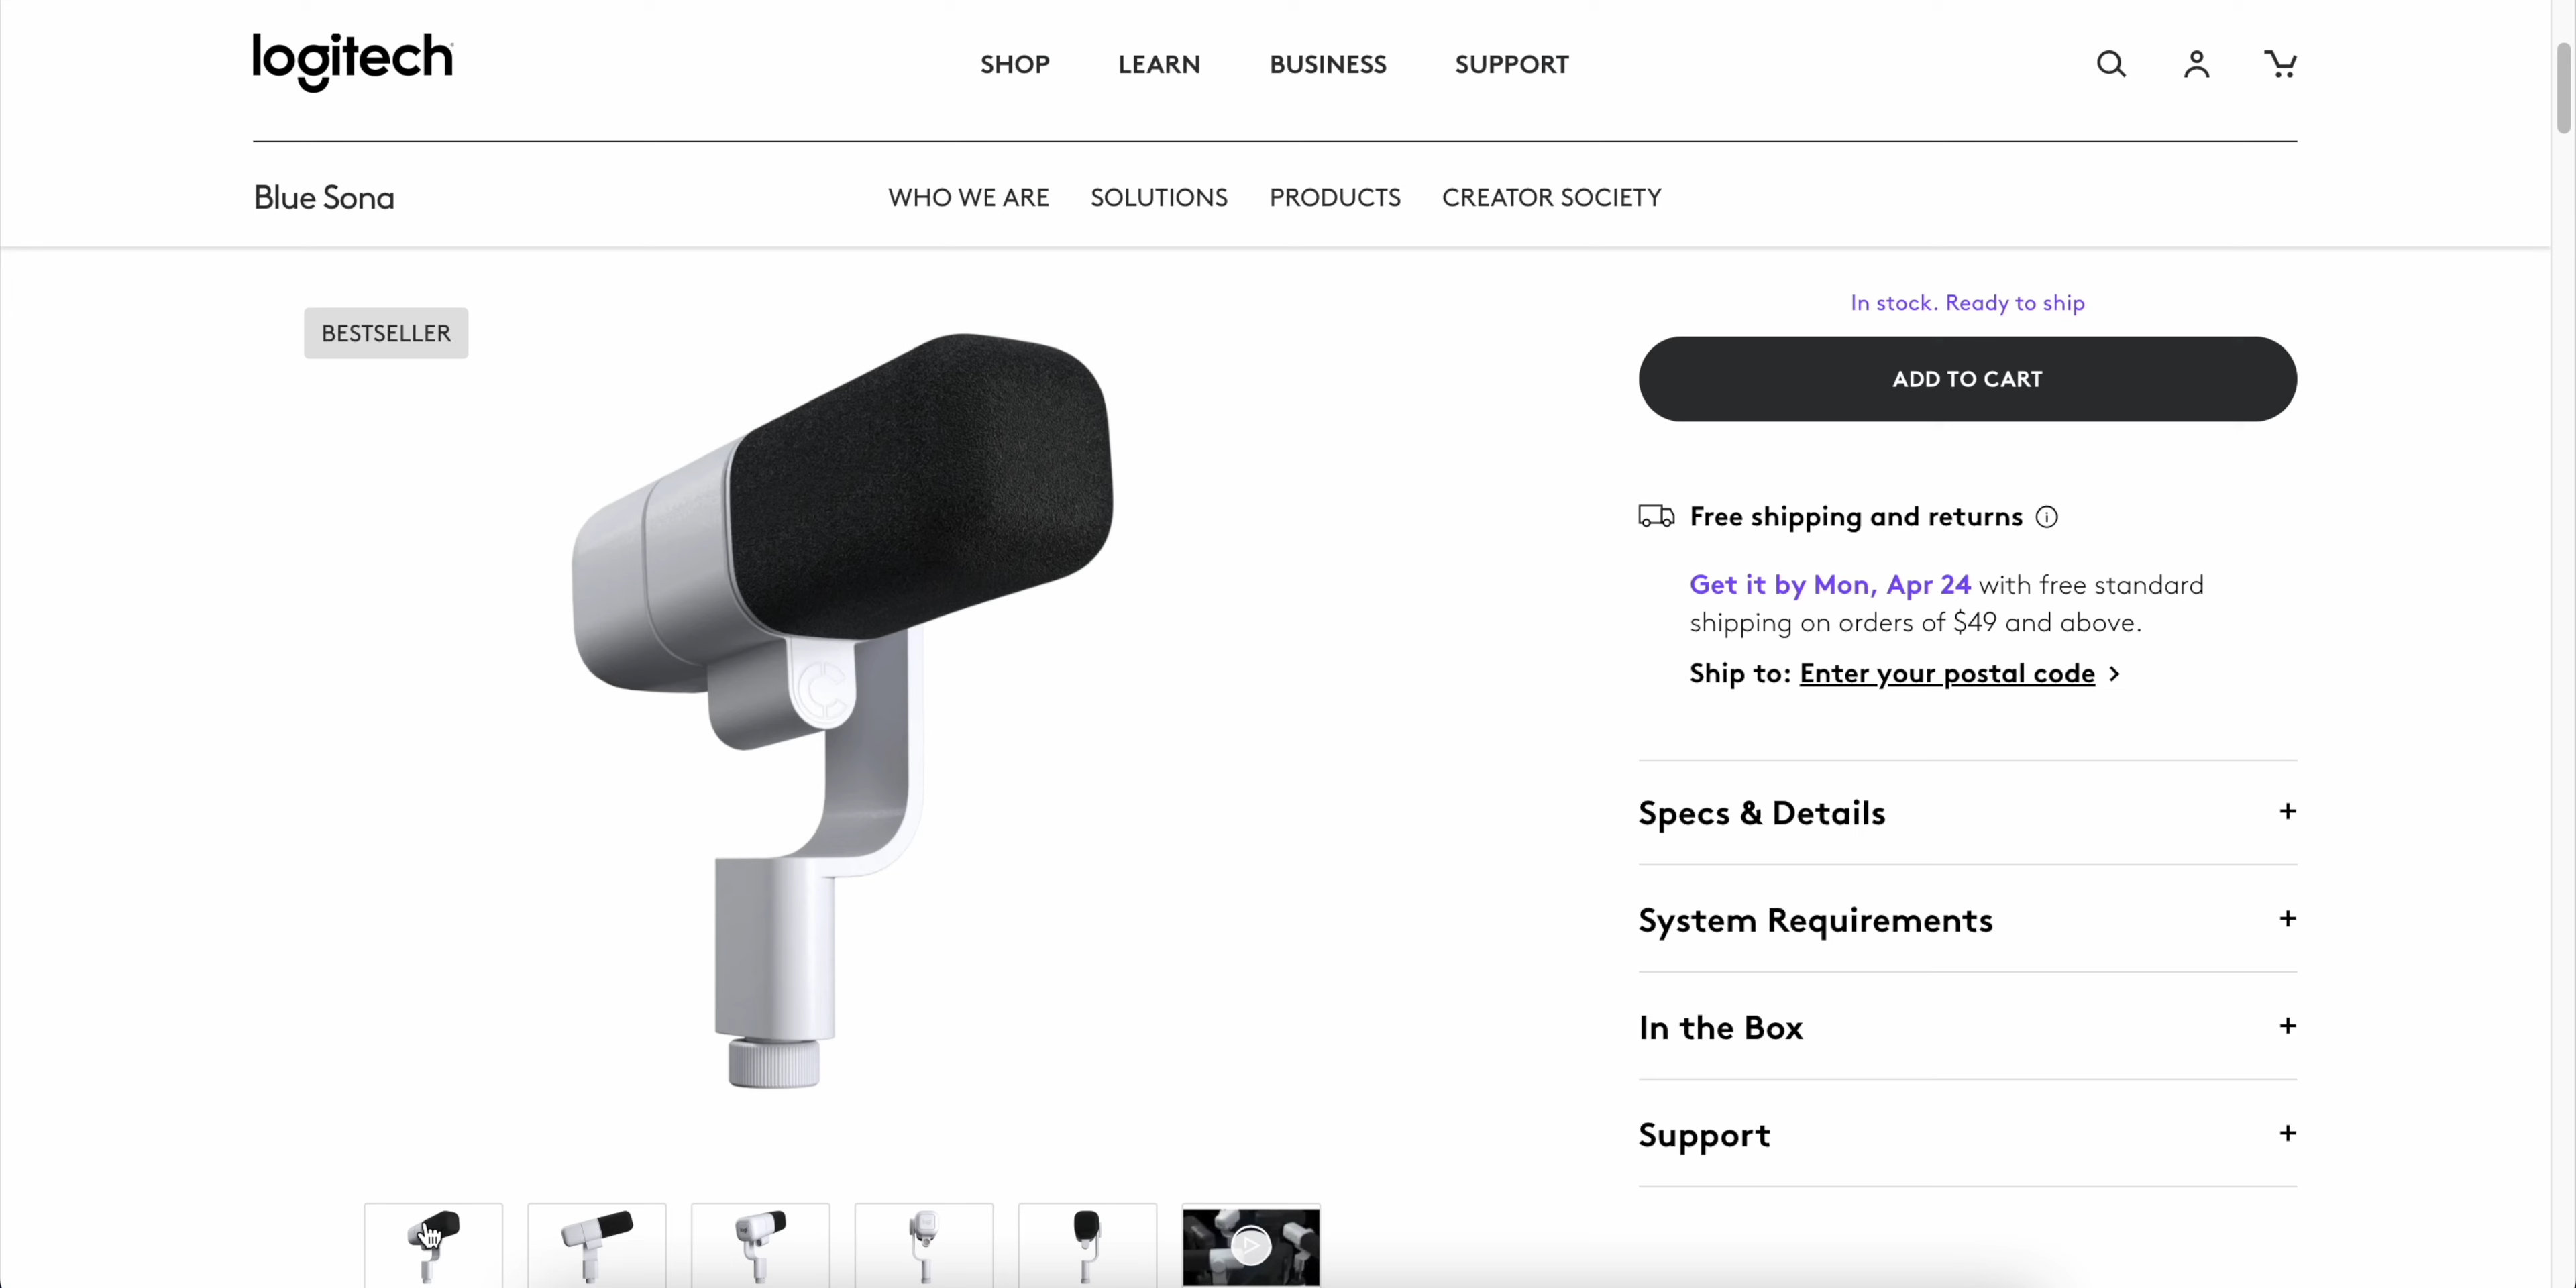 logitech
SHOP LEARN BUSINESS SUPPORT
Blue Sona
WHO WE ARE SOLUTIONS PRODUCTS CREATOR SOCIETY
BESTSELLER
In stock. Ready to ship
ADD TO CART
Free shipping and returns
Get it by Mon, Apr 24 with free standard
shipping on orders of $49 and above.
Ship to: Enter your postal code >
Specs & Details +
System Requirements +
In the Box +
Support +